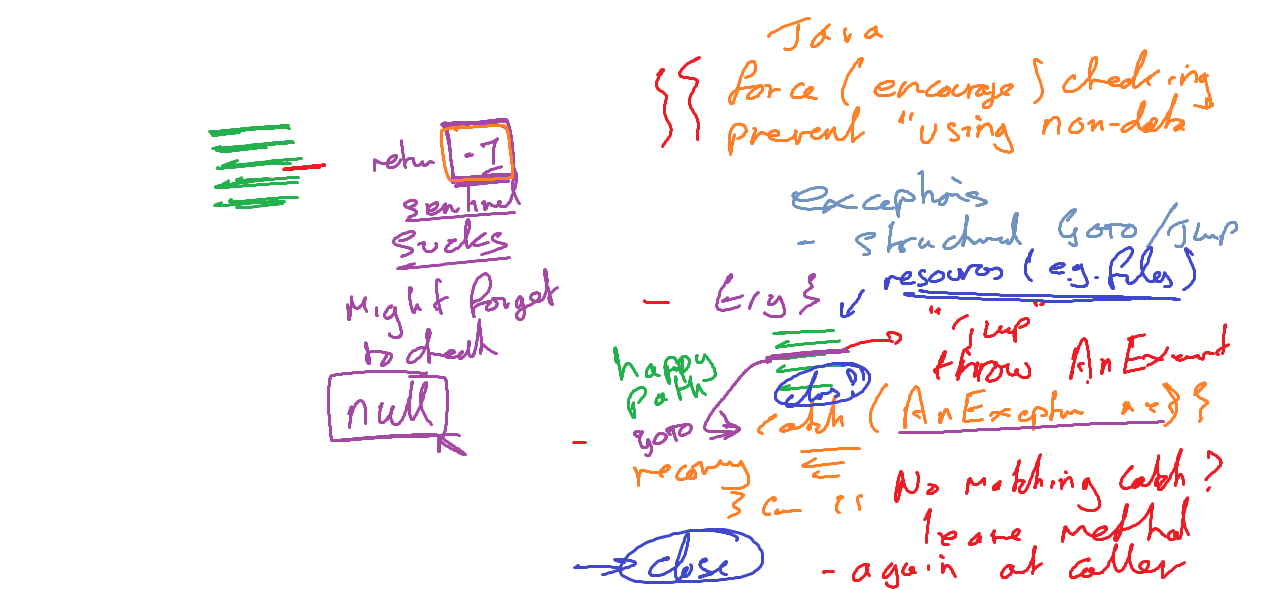 Java
force (encourage) checking
prevent "using non-data
return -1
sentinel
sucks
Might forget
to check
null
exceptions
- structured GOTO/Jump
resources (e.g. files)
- try {
"jump"
throw AnExcept
happy
path
close()
GOTO
- catch (AnException
recovery
}
No matching catch?
leave method
- again at caller
close